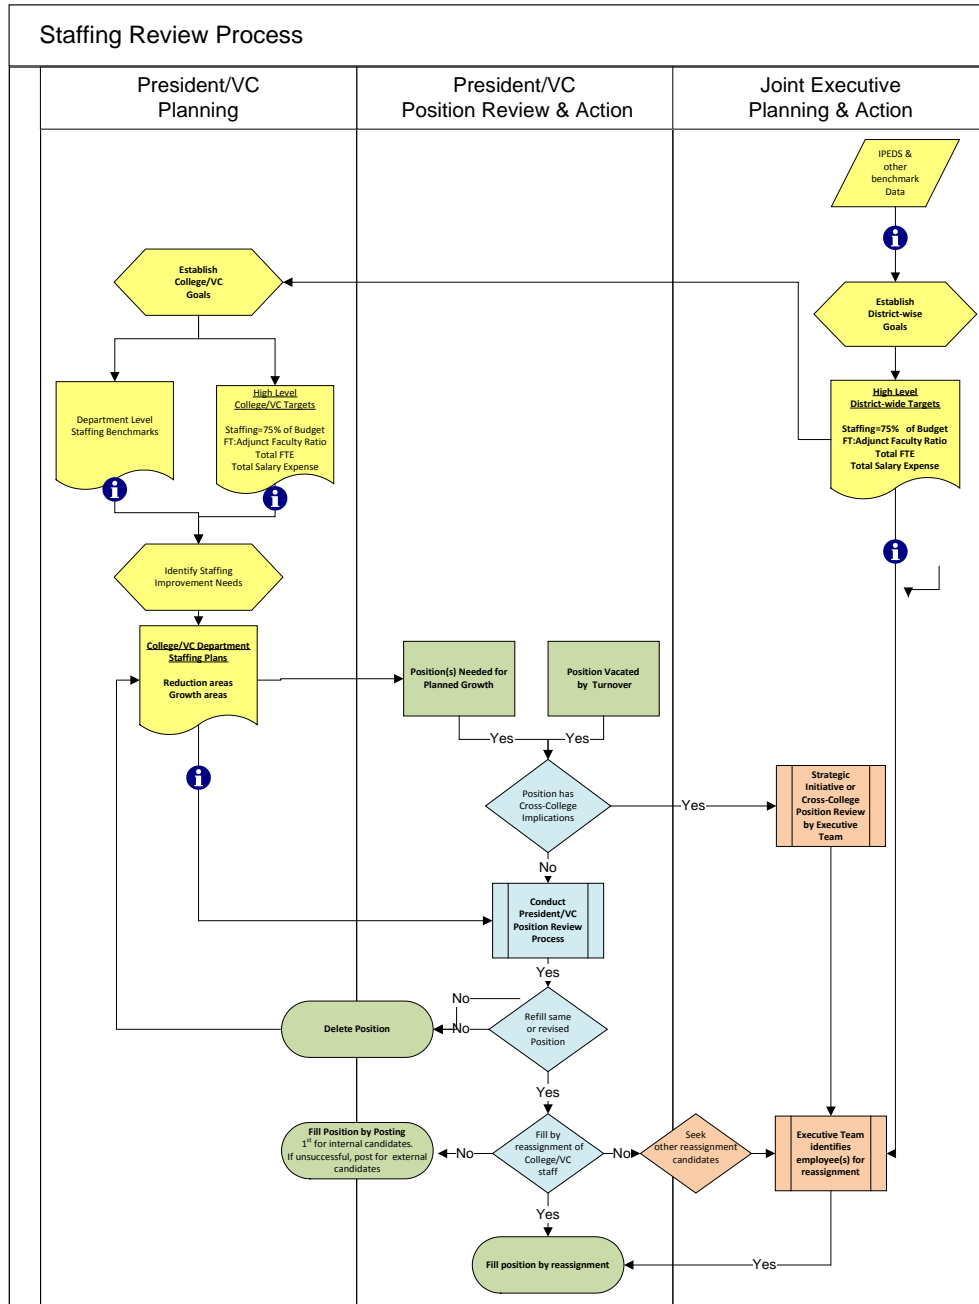 Staffing Review Process
President/VC
Planning
President/VC
Position Review & Action
Joint Executive
Planning & Action
IPEDS &
other
benchmark
Data
i
Establish
College/VC
Goals
Establish
District-wise
Goals
Department Level
Staffing Benchmarks
High Level
College/VC Targets
Staffing=75% of Budget
FT:Adjunct Faculty Ratio
Total FTE
Total Salary Expense
High Level
District-wide Targets
Staffing=75% of Budget
FT:Adjunct Faculty Ratio
Total FTE
Total Salary Expense
i
i
i
Identify Staffing
Improvement Needs
College/VC Department
Staffing Plans
Reduction areas
Growth areas
Position(s) Needed for
Planned Growth
Position Vacated
by Turnover
Yes
Yes
i
Position has
Cross-College
Implications
Yes
Strategic
Initiative or
Cross-College
Position Review
by Executive
Team
No
Conduct
President/VC
Position Review
Process
Yes
No
No
Delete Position
Refill same
or revised
Position
Yes
Fill Position by Posting
1st for internal candidates.
If unsuccessful, post for external
candidates
No
Fill by
reassignment of
College/VC
staff
No
Seek
other reassignment
candidates
Executive Team
identifies
employee(s) for
reassignment
Yes
Fill position by reassignment
Yes